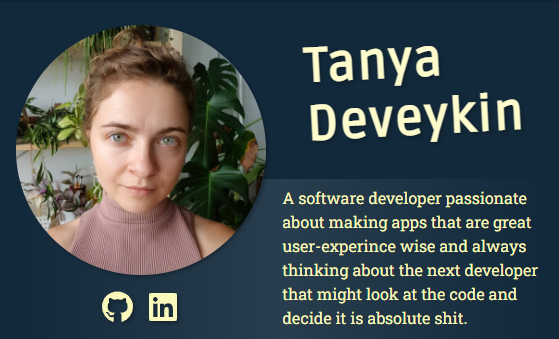 Tanya
Deveykin
A software developer passionate
about making apps that are great
user-experince wise and always
thinking about the next developer
that might look at the code and
decide it is absolute shit.
in